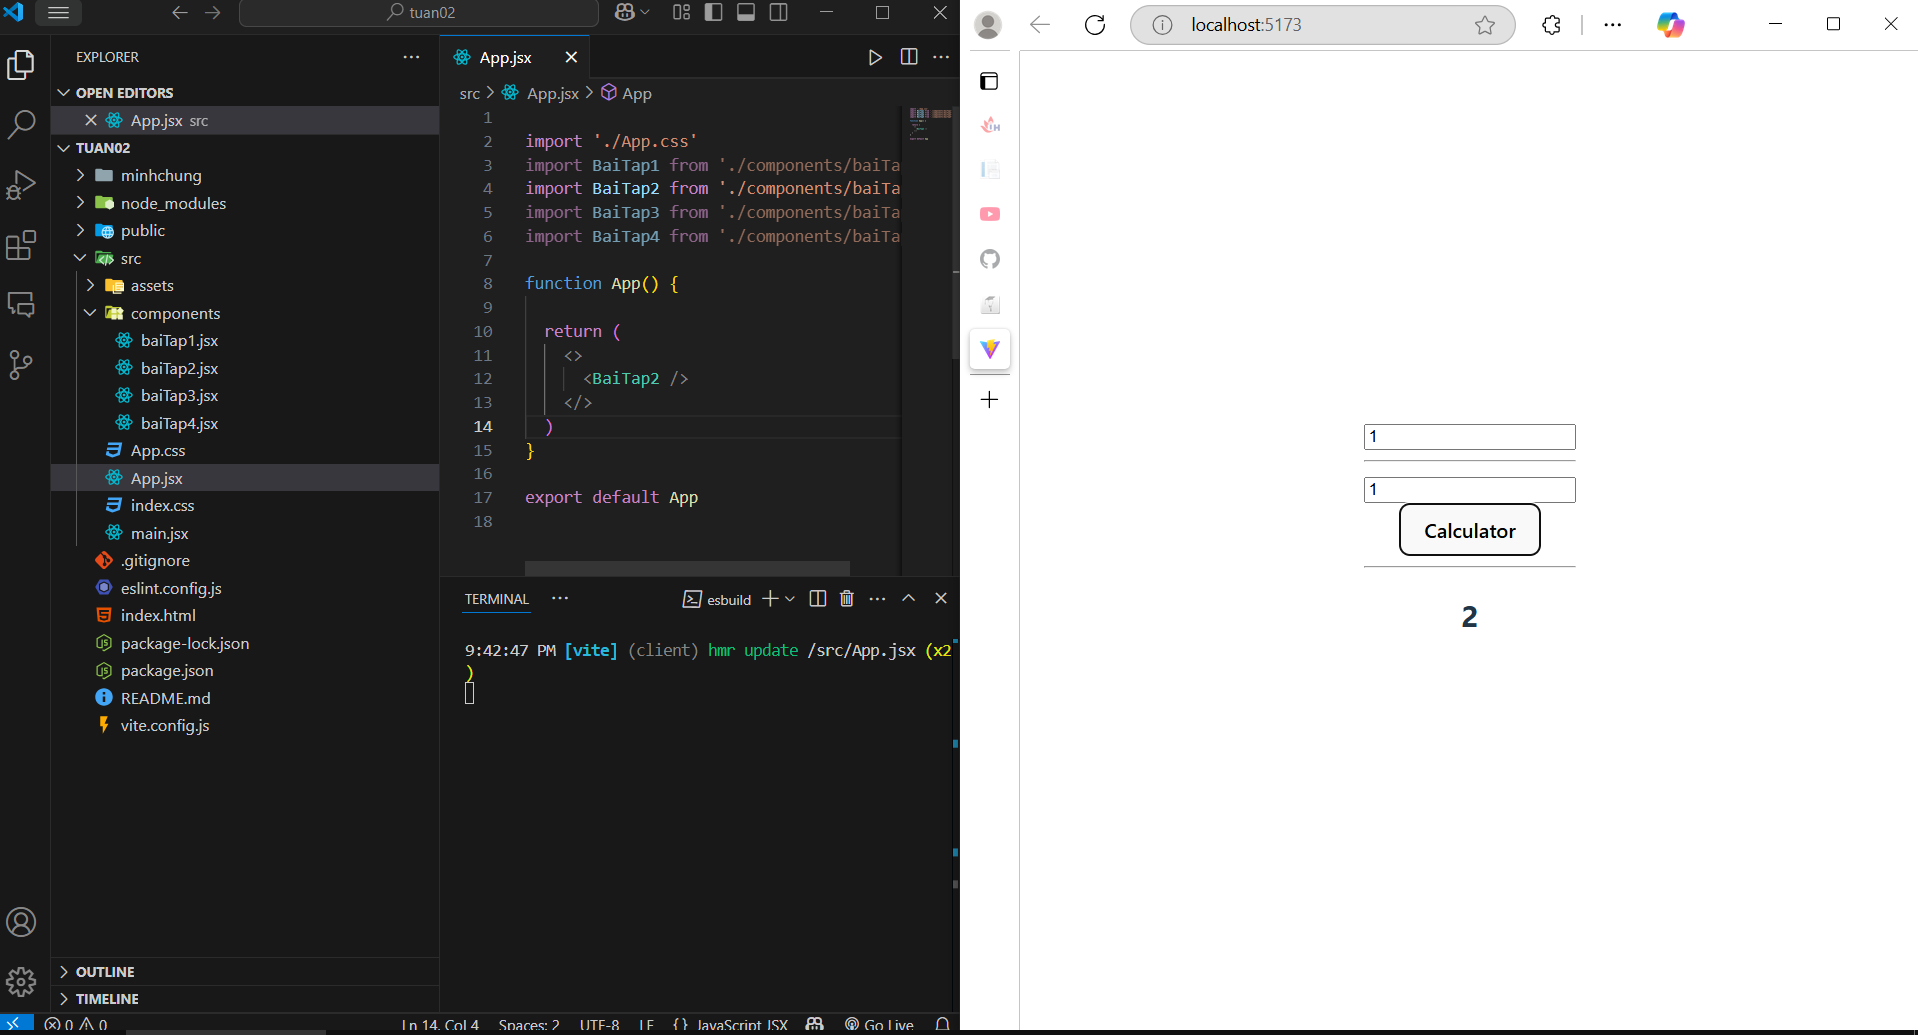 tuan02
EXPLORER
OPEN EDITORS
App.jsx src
TUAN02
minhchung
node_modules
public
src
assets
components
baiTap1.jsx
baiTap2.jsx
baiTap3.jsx
baiTap4.jsx
App.css
App.jsx
index.css
main.jsx
.gitignore
eslint.config.js
index.html
package-lock.json
package.json
README.md
vite.config.js
OUTLINE
TIMELINE
App.jsx
src > App.jsx > App
1
2 import './App.css'
3 import BaiTap1 from './components/baiTa
4 import BaiTap2 from './components/baiTa
5 import BaiTap3 from './components/baiTa
6 import BaiTap4 from './components/baiTa
7
8 function App() {
9
10 return (
11 <>
12 <BaiTap2 />
13 </>
14 )
15 }
16
17 export default App
18
TERMINAL
esbuild
9:42:47 PM [vite] (client) hmr update /src/App.jsx (x2
)
0 0
Ln 14, Col 4 Spaces: 2 UTF-8 LF {} JavaScript JSX Go Live
localhost:5173
1
1
Calculator
2